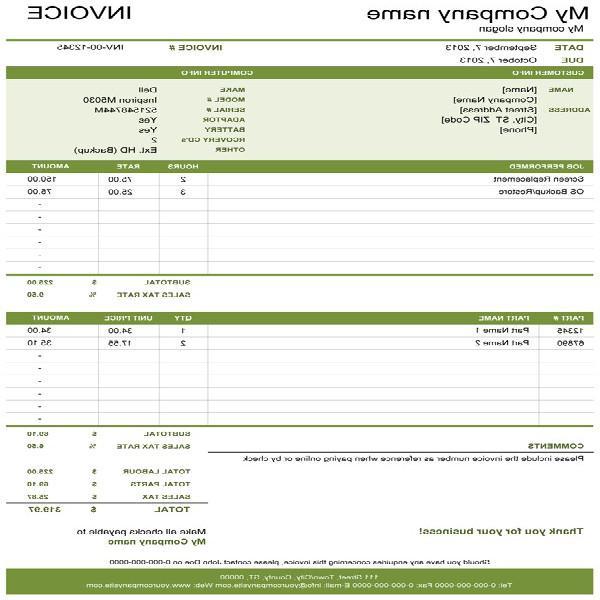 My Company name INVOICE
My company slogan
DATE September 7, 2013 INVOICE # INV-00-12345
DUE October 7, 2013
CUSTOMER INFO COMPUTER INFO
NAME [Name] MAKE Dell
[Company Name] MODEL # Inspiron M5030
ADDRESS [Street Address] SERIAL # 521548744M
[City, ST ZIP Code] ADAPTOR Yes
[Phone] BATTERY Yes
RCOVERY CD's 2
OTHER Ext. HD (Backup)
JOB PERFORMED HOURS RATE AMOUNT
Screen Replacement 2 75.00 150.00
OS Backup/Restore 3 25.00 75.00
-
-
-
-
-
-
SUBTOTAL $ 225.00
SALES TAX RATE % 9.50
PART # PART NAME QTY UNIT PRICE AMOUNT
12345 Part Name 1 1 34.00 34.00
67890 Part Name 2 2 17.55 35.10
-
-
-
-
-
-
SUBTOTAL $ 69.10
COMMENTS SALES TAX RATE % 6.50
Please include the invoice number as reference when paying online or by check
TOTAL LABOUR $ 225.00
TOTAL PARTS $ 69.10
SALES TAX $ 25.87
TOTAL $ 319.97
Thank you for your business! Make all checks payable to
My Company name
Should you have any enquiries concerning this invoice, please contact John Doe on 0-000-000-0000
111 Street, Town/City, County, ST, 00000
Tel: 0-000-000-0000 Fax: 0-000-000-0000 E-mail: info@yourcompanysite.com Web: www.yourcompanysite.com